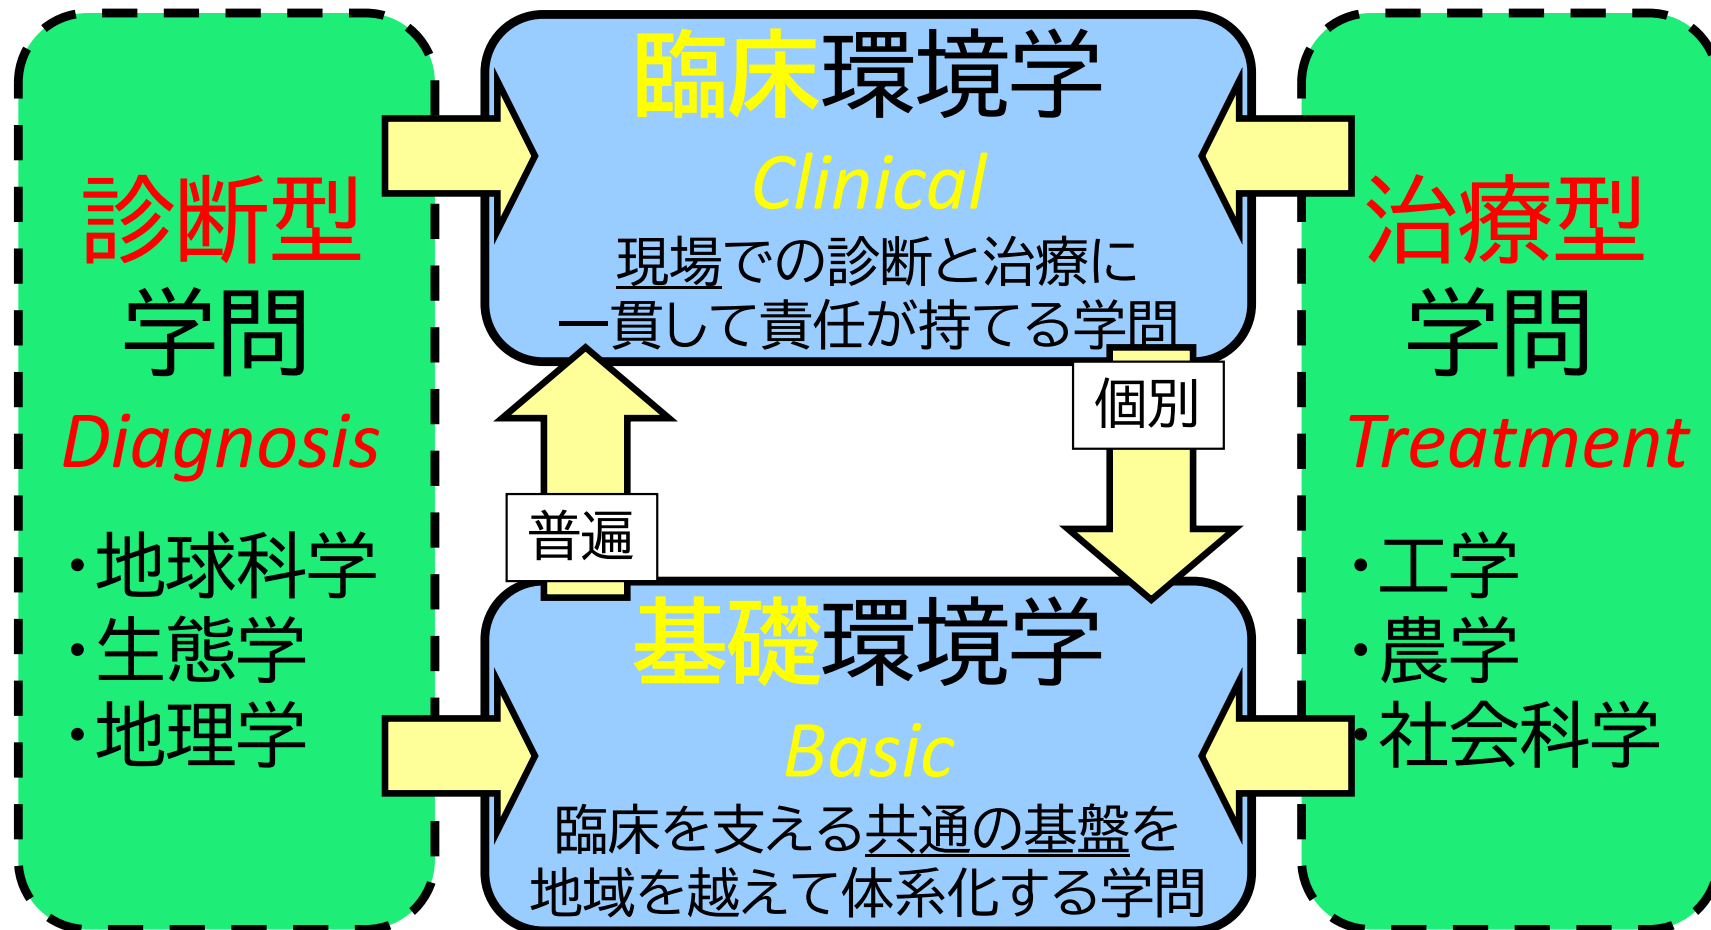 診断型
学問
Diagnosis
・地球科学
・生態学
・地理学
臨床環境学
Clinical
現場での診断と治療に
一貫して責任が持てる学問
個別
普遍
基礎環境学
Basic
臨床を支える共通の基盤を
地域を越えて体系化する学問
治療型
学問
Treatment
・工学
・農学
・社会科学